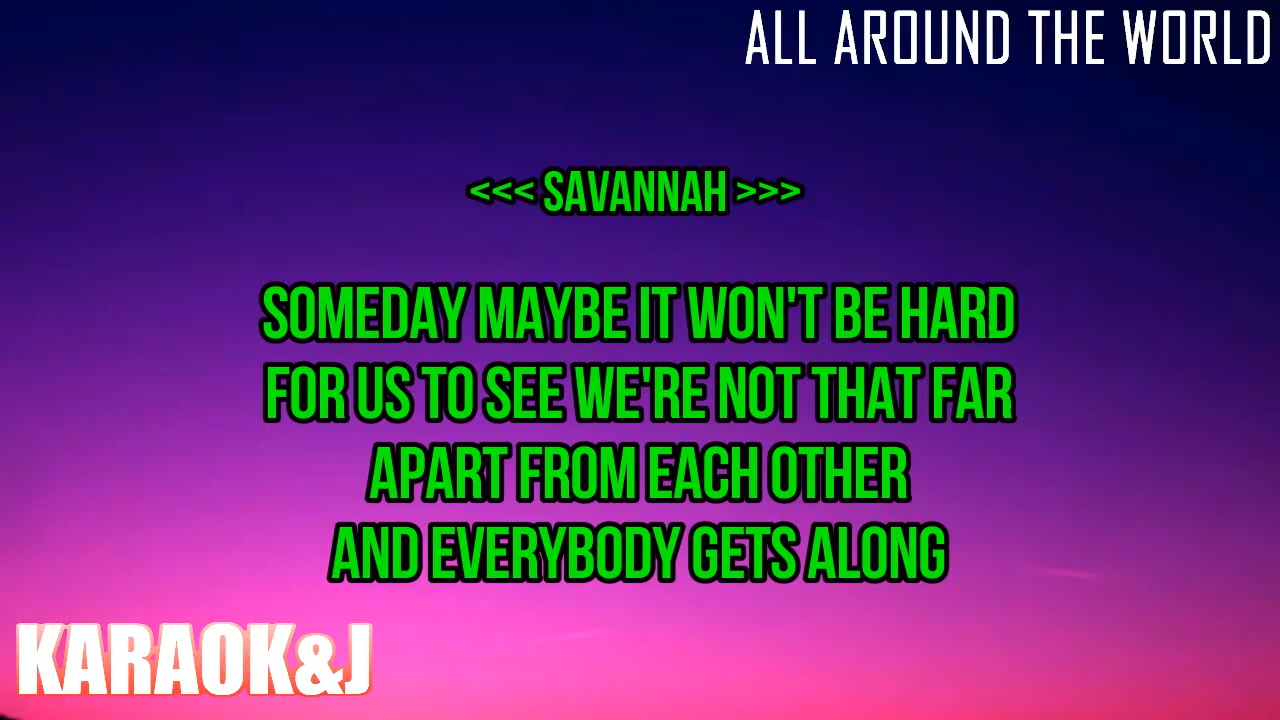 ALL AROUND THE WORLD
<<< SAVANNAH >>>
SOMEDAY MAYBE IT WON'T BE HARD
FOR US TO SEE WE'RE NOT THAT FAR
APART FROM EACH OTHER
AND EVERYBODY GETS ALONG
KARAOK&J